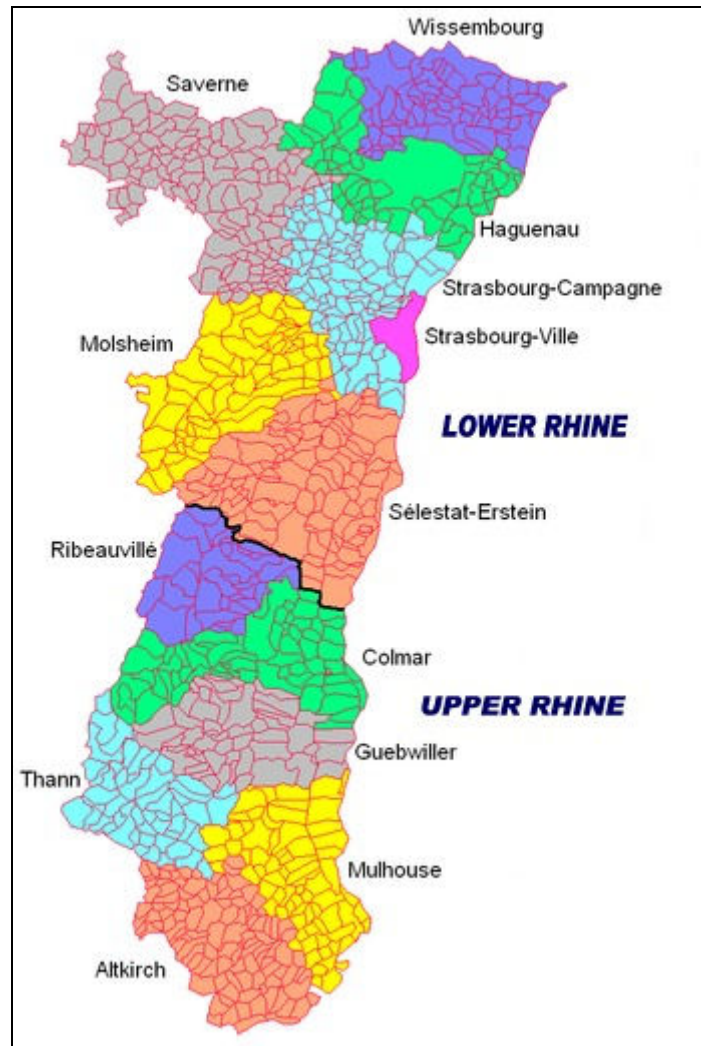 Wissembourg
Saverne
Haguenau
Strasbourg-Campagne
Strasbourg-Ville
Molsheim
LOWER RHINE
Sélestat-Erstein
Ribeauvillé
Colmar
UPPER RHINE
Guebwiller
Thann
Mulhouse
Altkirch